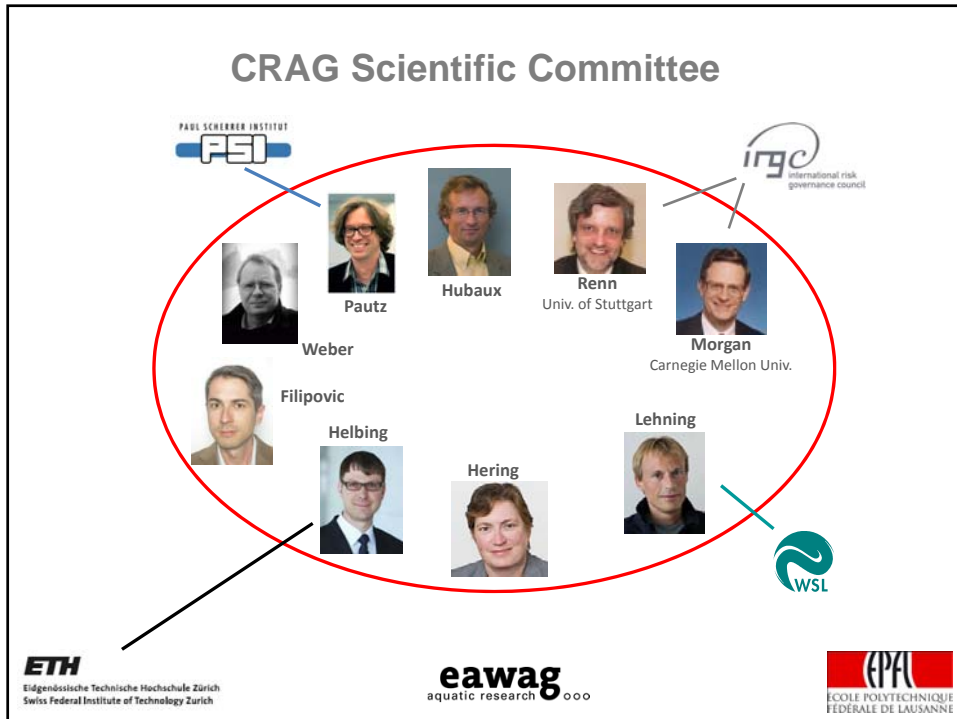 CRAG Scientific Committee
PAUL SCHERRER INSTITUT
PSI
irgc
international risk
governance council
Pautz
Hubaux
Renn
Univ. of Stuttgart
Morgan
Carnegie Mellon Univ.
Weber
Filipovic
Helbing
Hering
Lehning
WSL
ETH
Eidgenössische Technische Hochschule Zürich
Swiss Federal Institute of Technology Zurich
eawag
aquatic research ooo
EPFL
ÉCOLE POLYTECHNIQUE
FÉDÉRALE DE LAUSANNE